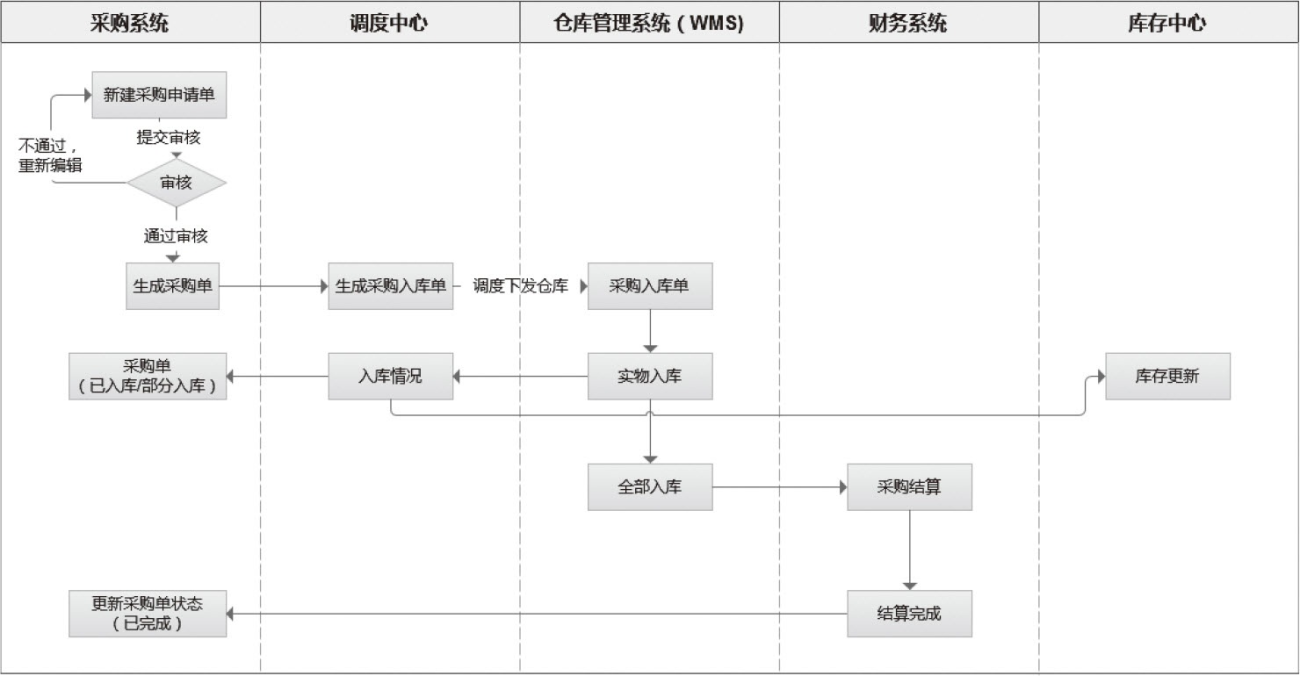 采购系统
调度中心
仓库管理系统（WMS)
财务系统
库存中心
新建采购申请单
提交审核
不通过，
重新编辑
审核
通过审核
生成采购单
生成采购入库单
调度下发仓库
采购入库单
采购单
（已入库/部分入库）
入库情况
实物入库
库存更新
全部入库
采购结算
更新采购单状态
（已完成）
结算完成